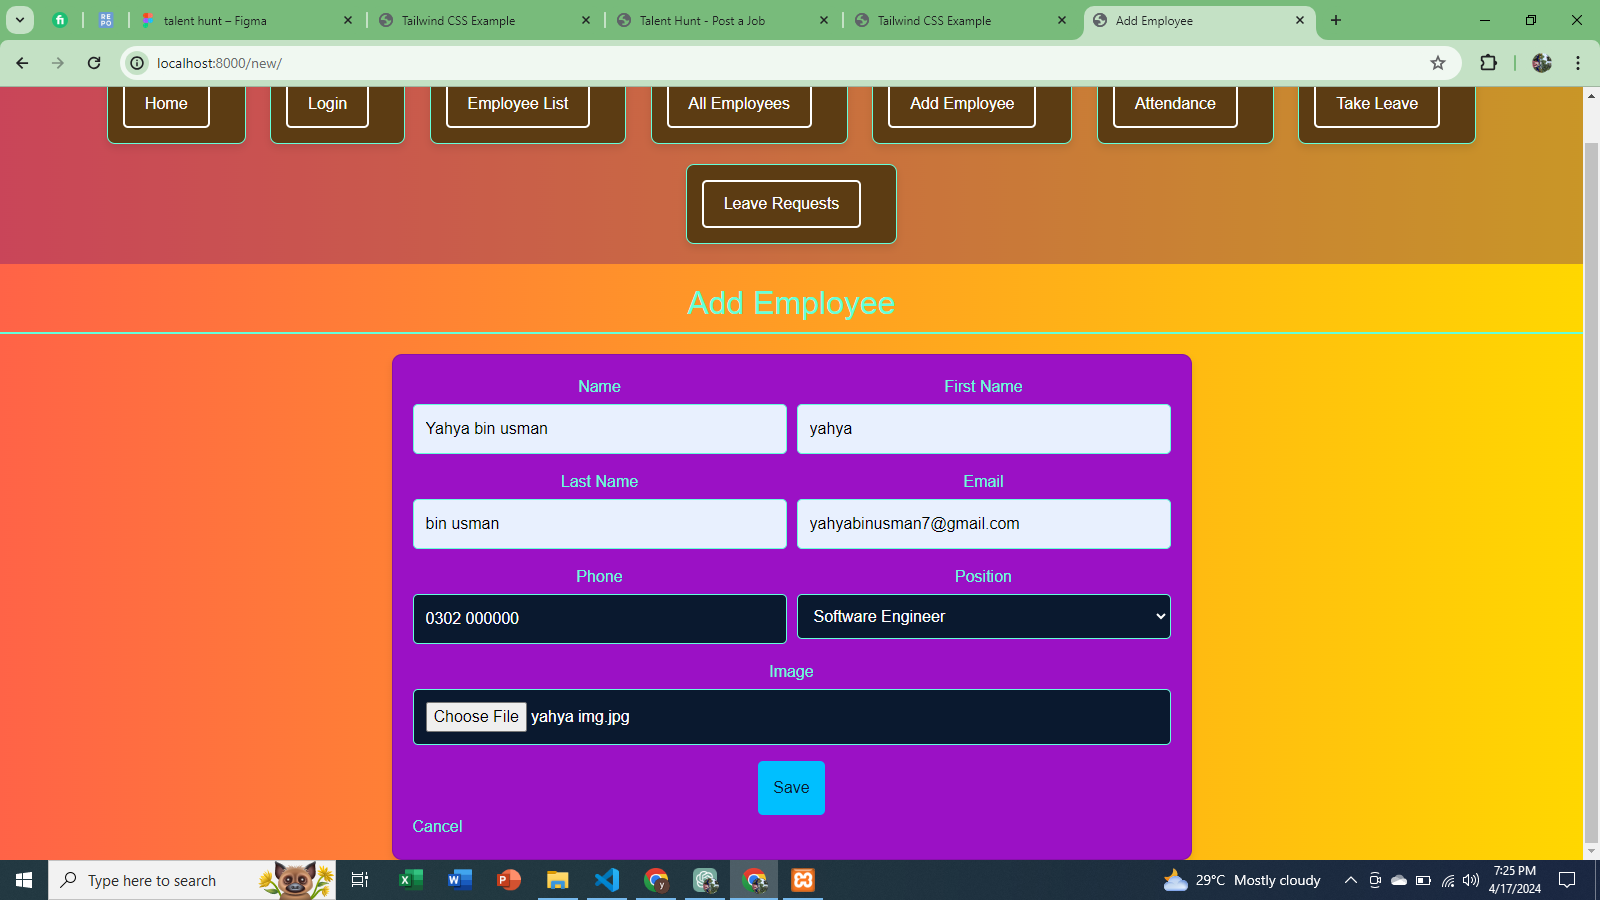 talent hunt – Figma
Tailwind CSS Example
Talent Hunt - Post a Job
Tailwind CSS Example
Add Employee
RE
PO
localhost:8000/new/
Home
Login
Employee List
All Employees
Add Employee
Attendance
Take Leave
Leave Requests
Add Employee
Name
First Name
Yahya bin usman
yahya
Last Name
Email
bin usman
yahyabinusman7@gmail.com
Phone
Position
0302 000000
Software Engineer
Image
Choose File yahya img.jpg
Save
Cancel
Type here to search
29°C Mostly cloudy
7:25 PM
4/17/2024